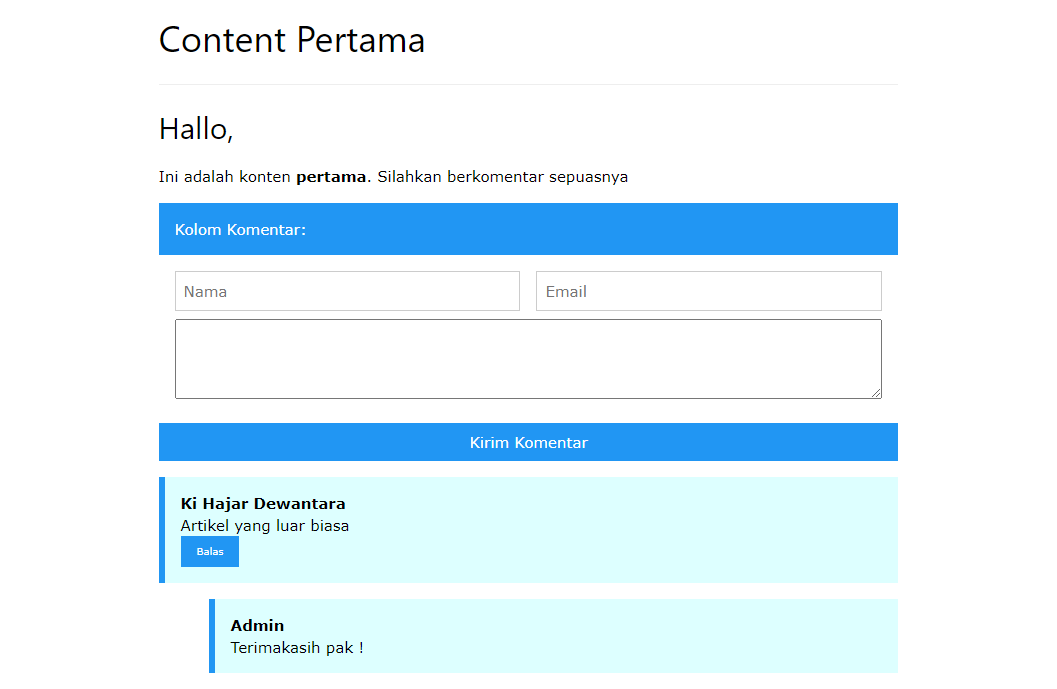 Content Pertama
Hallo,
Ini adalah konten pertama. Silahkan berkomentar sepuasnya
Kolom Komentar:
Nama Email
Kirim Komentar
Ki Hajar Dewantara
Artikel yang luar biasa
Balas
Admin
Terimakasih pak !